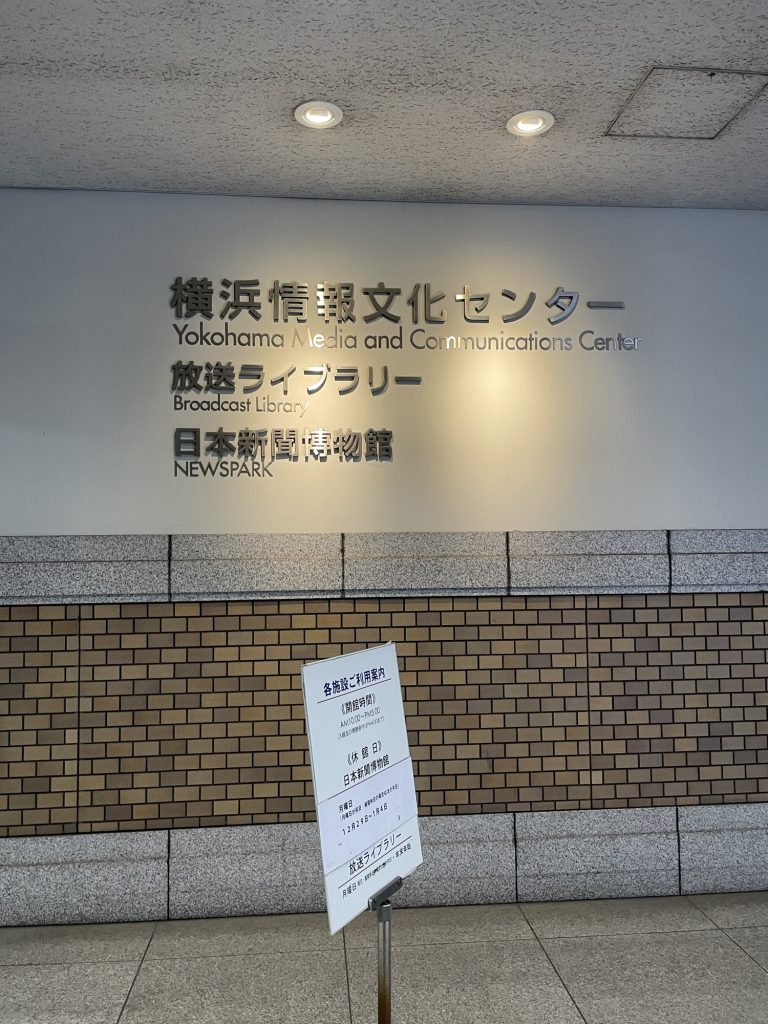 横浜情報文化センター
Yokohama Media and Communications Center
放送ライブラリー
Broadcast Library
日本新聞博物館
NEWSPARK
各施設ご利用案内
《開館時間》
AM10:00〜PM5:00
《休館日》
日本新聞博物館
月曜日
12月29日〜1月4日
放送ライブラリー
月曜日